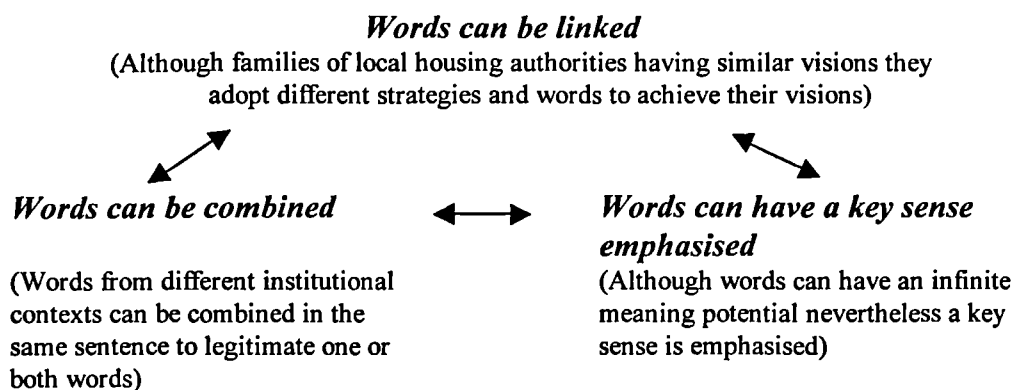 Words can be linked
(Although families of local housing authorities having similar visions they
adopt different strategies and words to achieve their visions)
Words can be combined
(Words from different institutional
contexts can be combined in the
same sentence to legitimate one or
both words)
Words can have a key sense
emphasised
(Although words can have an infinite
meaning potential nevertheless a key
sense is emphasised)